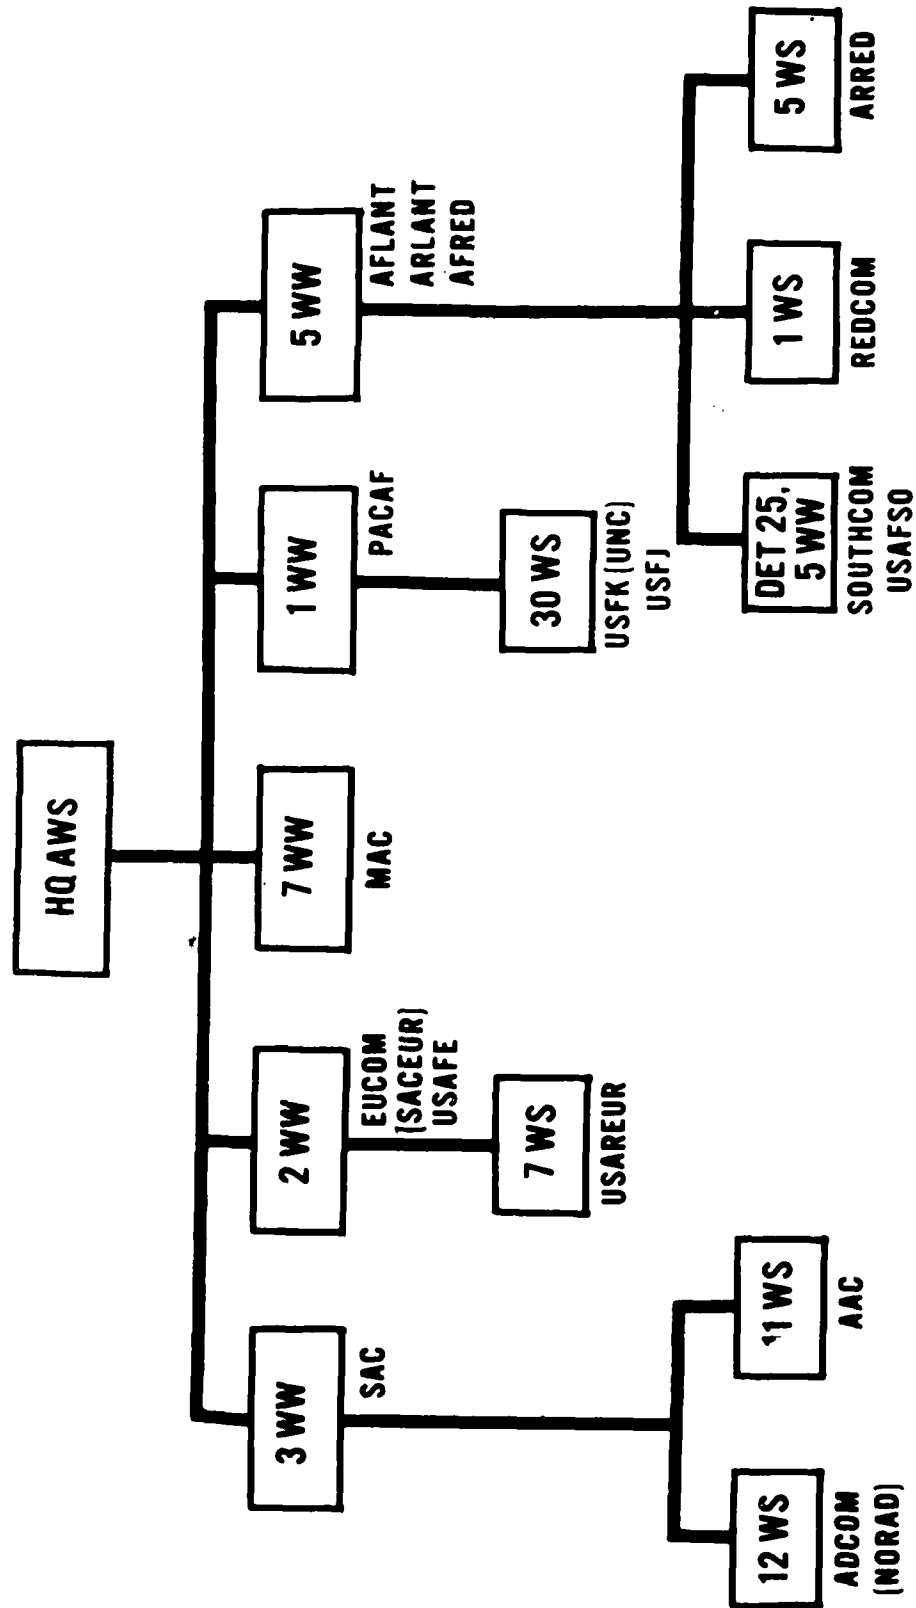 HQ AWS
3 WW
SAC
2 WW
EUCOM
(SACEUR)
USAFE
7 WW
MAC
1 WW
PACAF
5 WW
AFLANT
ARLANT
AFRED
12 WS
ADCOM
(NORAD)
11 WS
AAC
7 WS
USAREUR
30 WS
USFK (UNC)
USFJ
DET 25,
5 WW
SOUTHCOM
USAFSO
1 WS
REDCOM
5 WS
ARRED